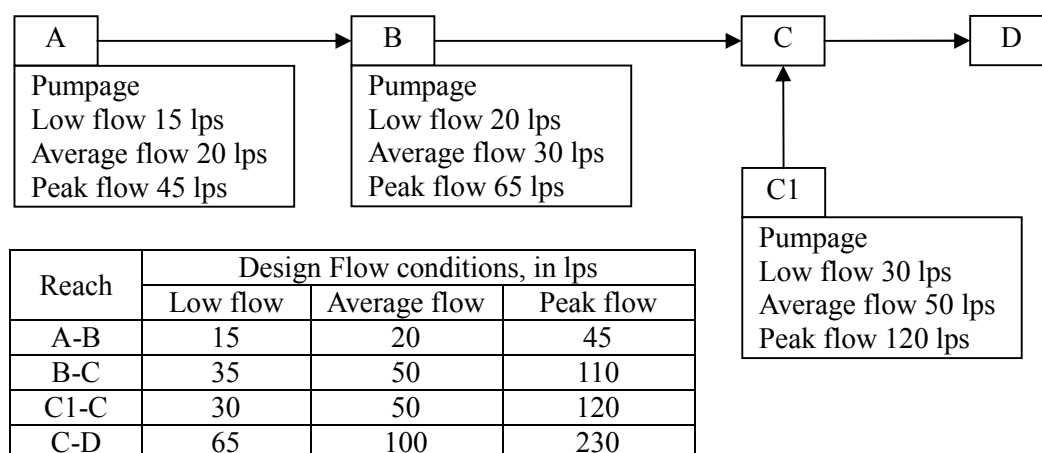 A
B
C
D
Pumpage
Low flow 15 lps
Average flow 20 lps
Peak flow 45 lps
Pumpage
Low flow 20 lps
Average flow 30 lps
Peak flow 65 lps
C1
Pumpage
Low flow 30 lps
Average flow 50 lps
Peak flow 120 lps
Reach Design Flow conditions, in lps
Low flow Average flow Peak flow
A-B 15 20 45
B-C 35 50 110
C1-C 30 50 120
C-D 65 100 230